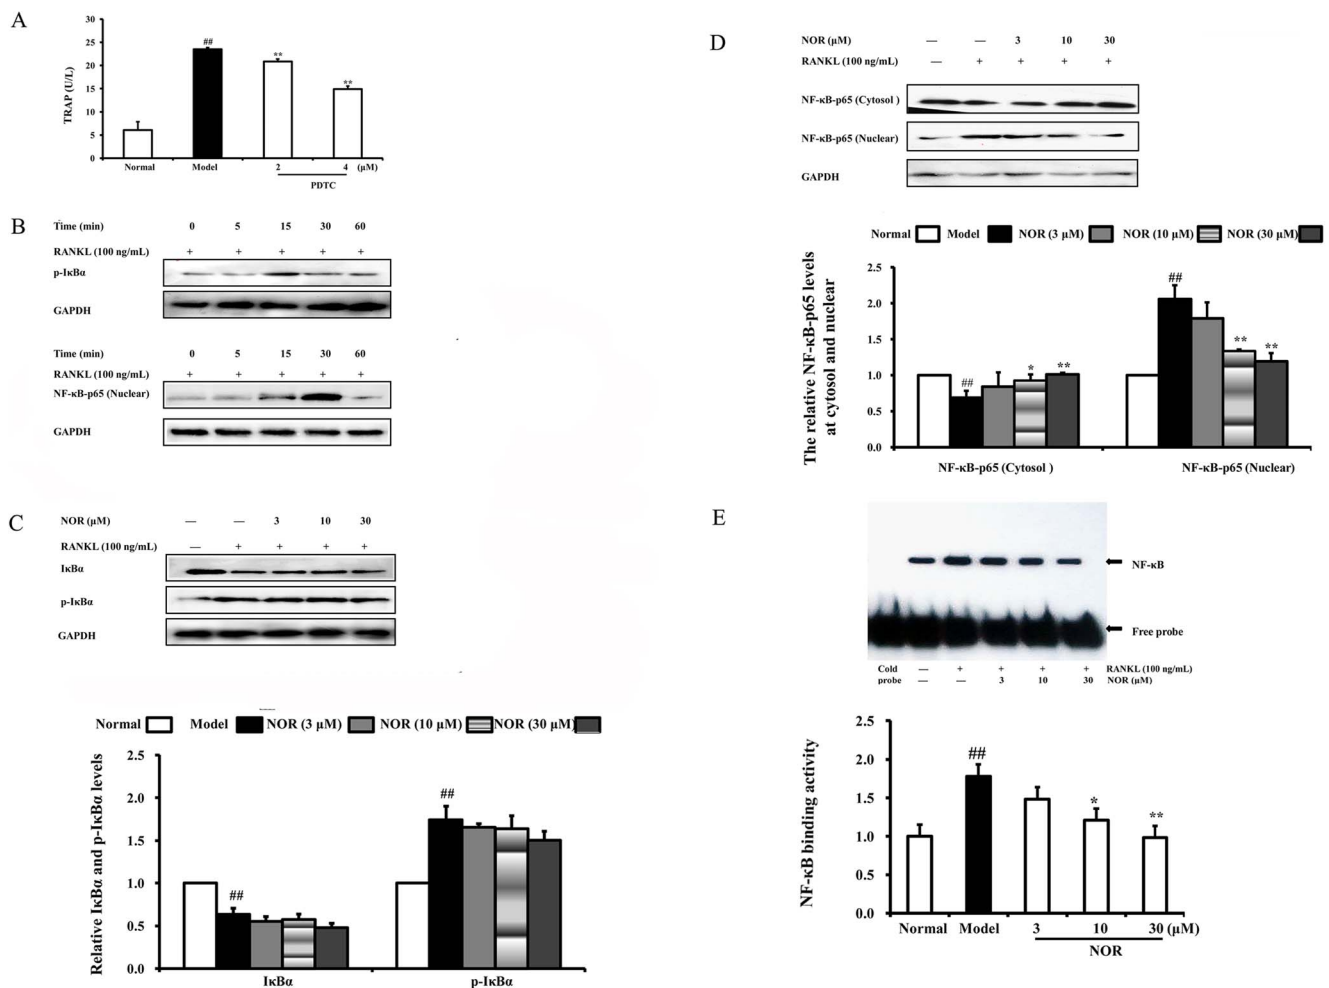 A
30
25
20
15
10
5
0
TRAP (U/L)
##
**
**
Normal Model 2 4 (μM)
PDTC
B
Time (min) 0 5 15 30 60
RANKL (100 ng/mL) + + + + +
p-IκBα
GAPDH
Time (min) 0 5 15 30 60
RANKL (100 ng/mL) + + + + +
NF-κB-p65 (Nuclear)
GAPDH
C
NOR (μM) — — 3 10 30
RANKL (100 ng/mL) — + + + +
IκBα
p-IκBα
GAPDH
Normal Model NOR (3 μM) NOR (10 μM) NOR (30 μM)
Relative IκBα and p-IκBα levels
2.5
2.0
1.5
1.0
0.5
0.0
##
##
IκBα p-IκBα
D
NOR (μM) — — 3 10 30
RANKL (100 ng/mL) — + + + +
NF-κB-p65 (Cytosol )
NF-κB-p65 (Nuclear)
GAPDH
Normal Model NOR (3 μM) NOR (10 μM) NOR (30 μM)
The relative NF-κB-p65 levels
at cytosol and nuclear
2.5
2.0
1.5
1.0
0.5
0.0
## * **
## ** **
NF-κB-p65 (Cytosol ) NF-κB-p65 (Nuclear)
E
NF-κB
Free probe
Cold — + + + + RANKL (100 ng/mL)
probe — — 3 10 30 NOR (μM)
NF-κB binding activity
2.5
2.0
1.5
1.0
0.5
0.0
##
*
**
Normal Model 3 10 30 (μM)
NOR